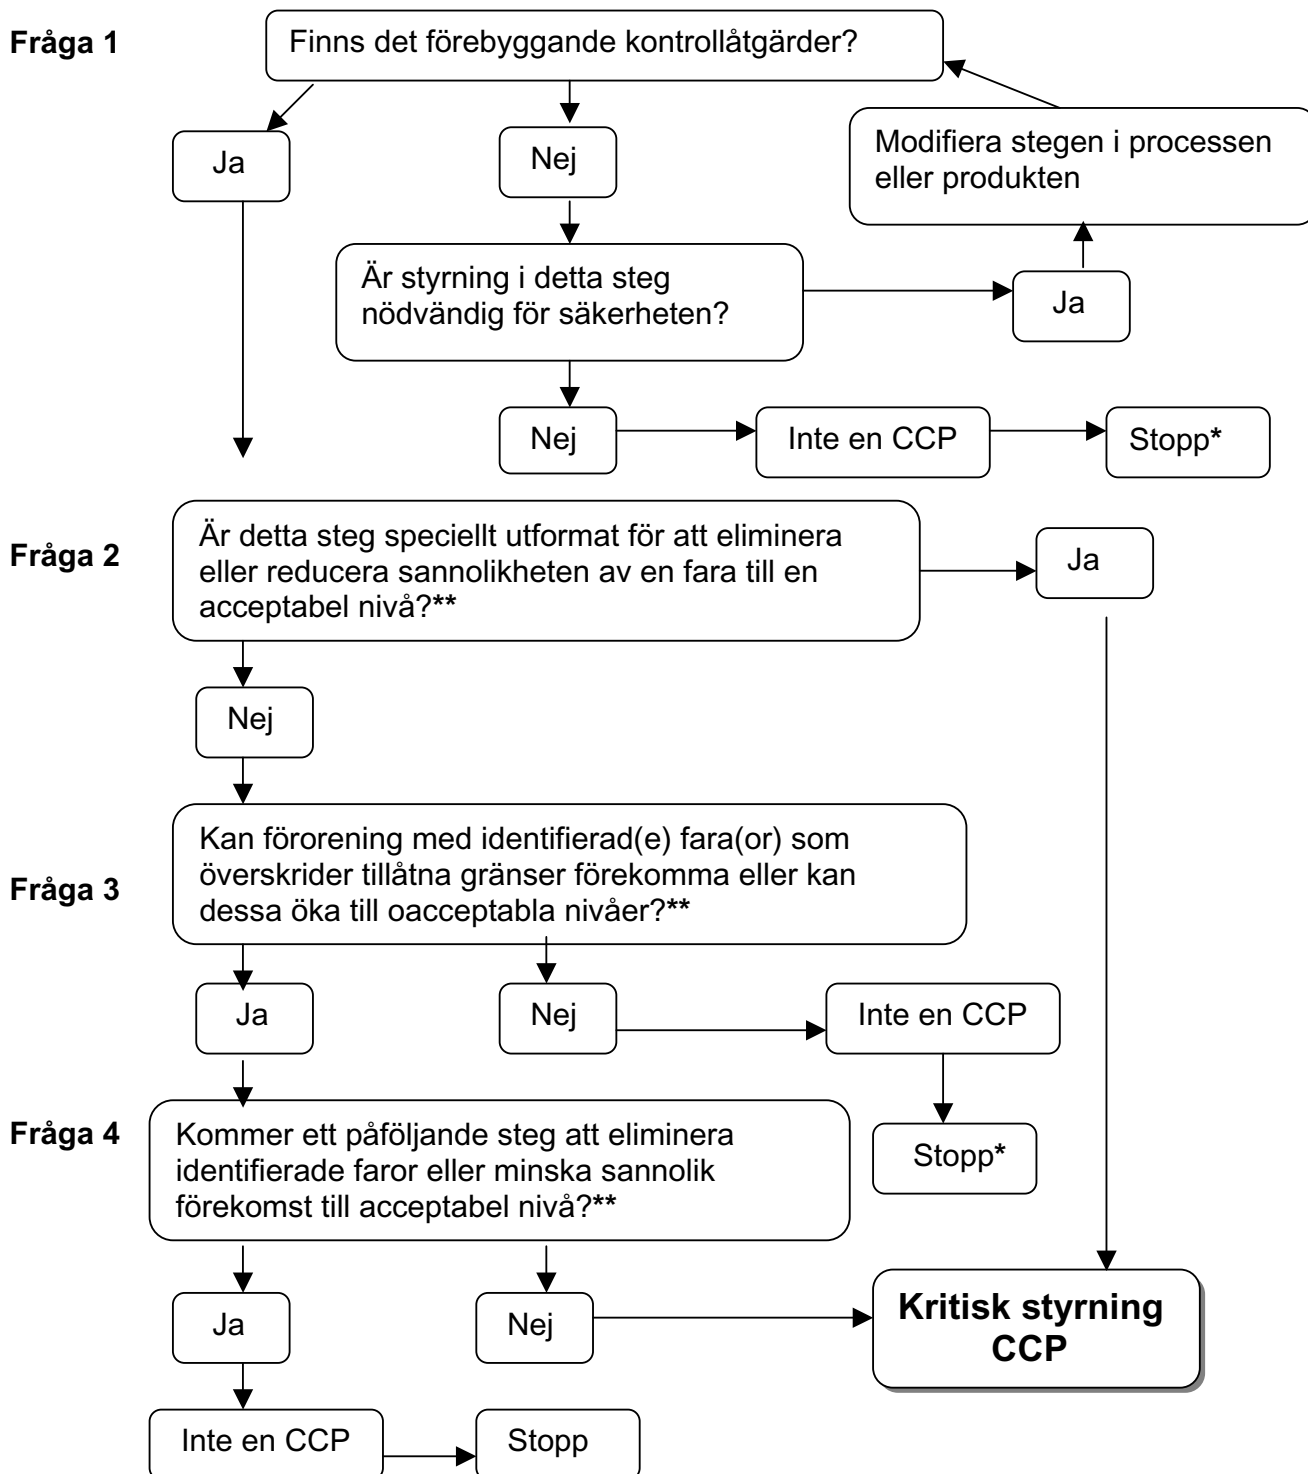 Fråga 1
Finns det förebyggande kontrollåtgärder?
Ja
Nej
Modifiera stegen i processen
eller produkten
Är styrning i detta steg
nödvändig för säkerheten?
Ja
Nej
Inte en CCP
Stopp*
Fråga 2
Är detta steg speciellt utformat för att eliminera
eller reducera sannolikheten av en fara till en
acceptabel nivå?**
Ja
Nej
Fråga 3
Kan förorening med identifierad(e) fara(or) som
överskrider tillåtna gränser förekomma eller kan
dessa öka till oacceptabla nivåer?**
Ja
Nej
Inte en CCP
Stopp*
Fråga 4
Kommer ett påföljande steg att eliminera
identifierade faror eller minska sannolik
förekomst till acceptabel nivå?**
Ja
Nej
Kritisk styrning
CCP
Inte en CCP
Stopp